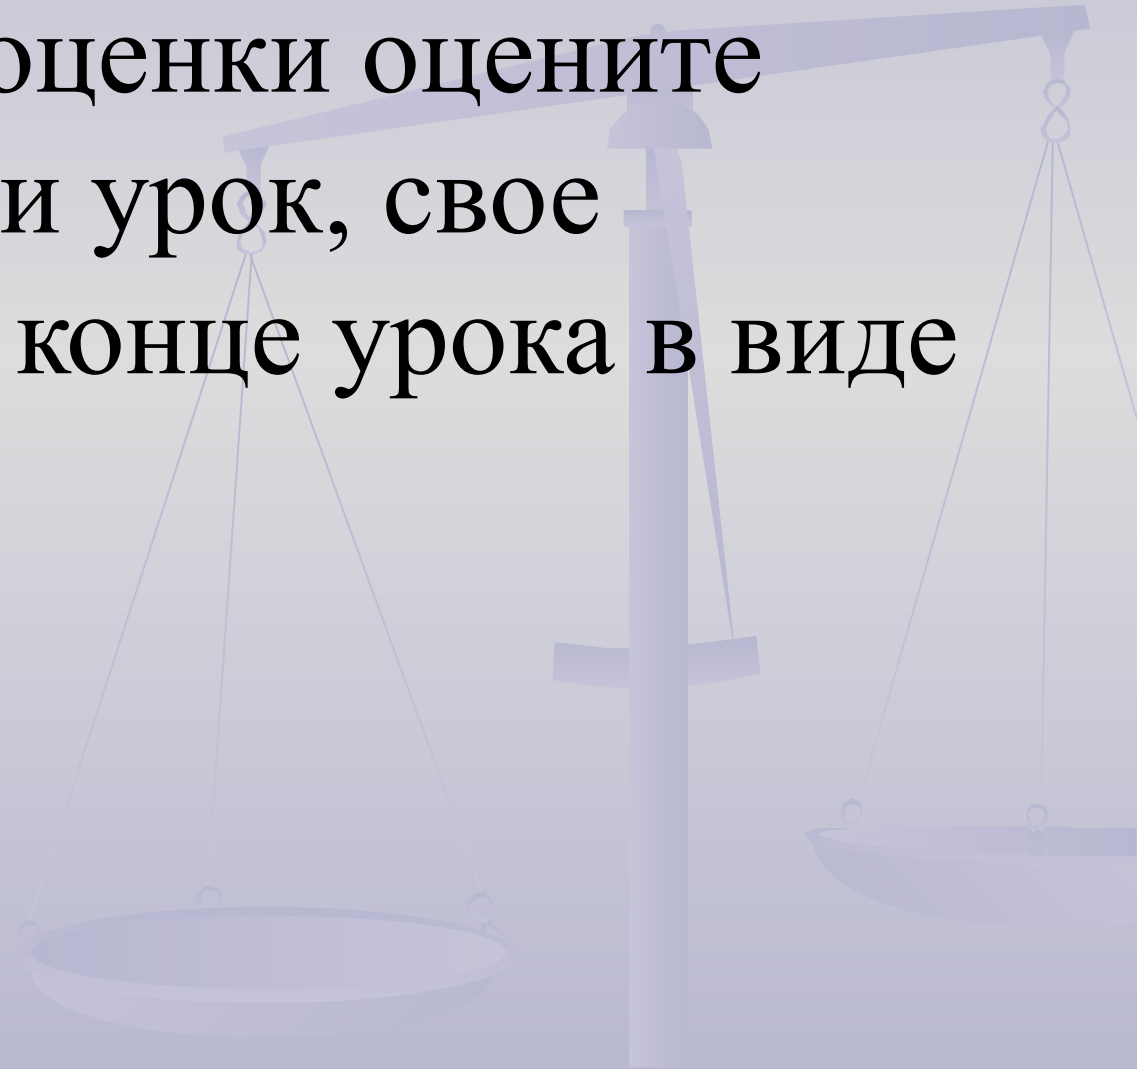 оценки оцените
и урок, свое
конце урока в виде